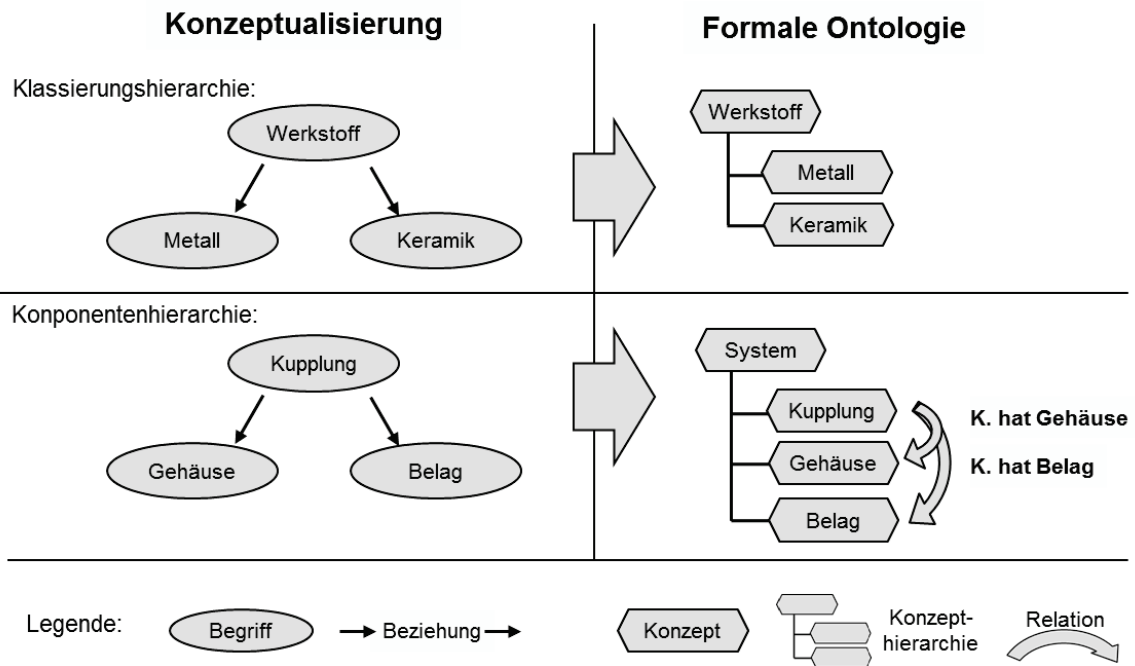 Konzeptualisierung
Formale Ontologie
Klassierungshierarchie:
Werkstoff
Metall
Keramik
Werkstoff
Metall
Keramik
Konponentenhierarchie:
Kupplung
Gehäuse
Belag
System
Kupplung
Gehäuse
Belag
K. hat Gehäuse
K. hat Belag
Legende:
Begriff
Beziehung
Konzept
Konzept-
hierarchie
Relation